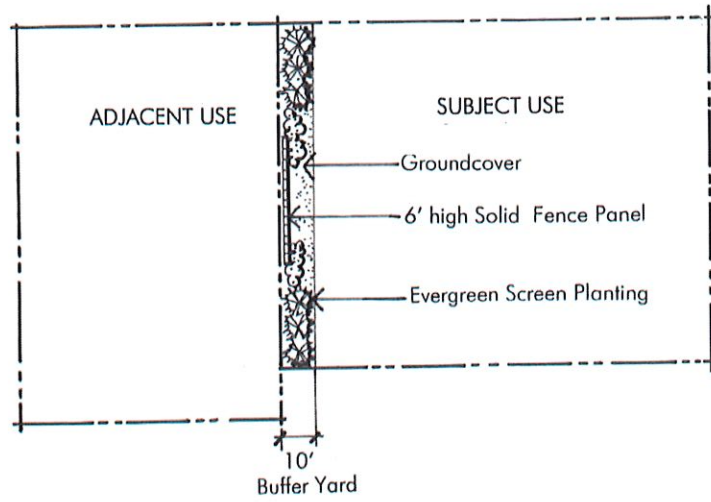 ADJACENT USE
SUBJECT USE
Groundcover
6' high Solid Fence Panel
Evergreen Screen Planting
10'
Buffer Yard